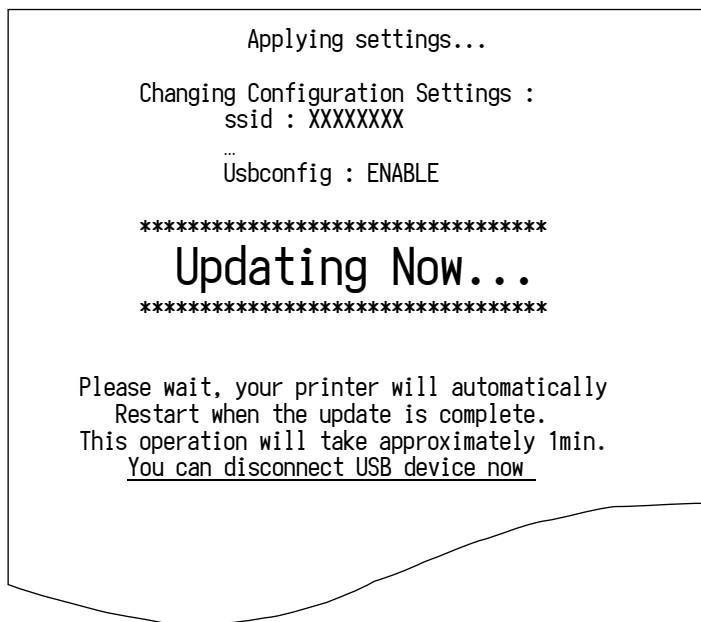 Applying settings...
Changing Configuration Settings :
ssid : XXXXXXXX
…
Usbconfig : ENABLE
**********************************
Updating Now...
**********************************
Please wait, your printer will automatically
Restart when the update is complete.
This operation will take approximately 1min.
You can disconnect USB device now